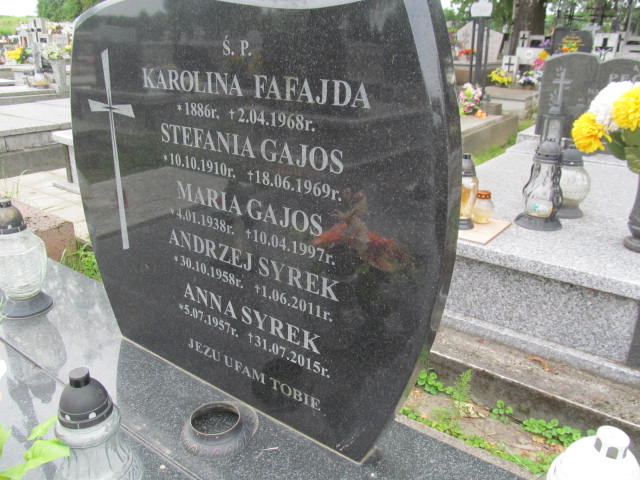 Ś. P.
KAROLINA FAFAJDA
*1886r. †2.04.1968r.
STEFANIA GAJOS
*10.10.1910r. †18.06.1969r.
MARIA GAJOS
*4.01.1938r. †10.04.1997r.
ANDRZEJ SYREK
*30.10.1958r. †1.06.2011r.
ANNA SYREK
*5.07.1957r. †31.07.2015r.
JEZU UFAM TOBIE